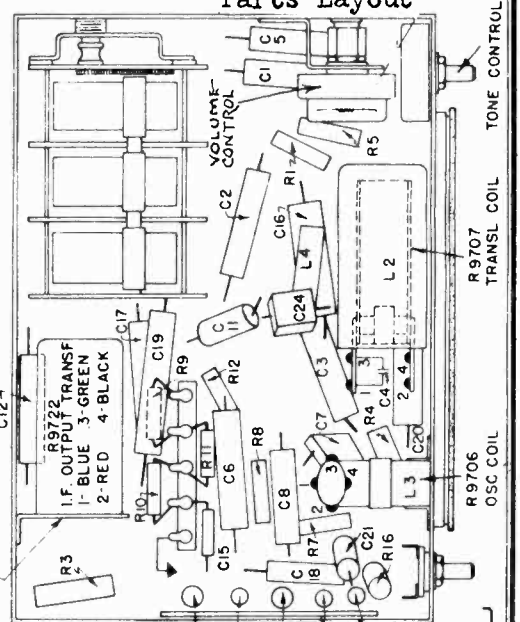 Parts Layout
C5
C1
VOLUME CONTROL
TONE CONTROL
R5
R1
C2
C16
L4
C17
C19
C11
C24
L2
R9707
TRANSL COIL
C12
R9722
I.F. OUTPUT TRANSF
1-BLUE 3-GREEN
2-RED 4-BLACK
R9
R12
C3
1 3
C4
2 4
R11
C6
R8
C7
R4
C20
R10
C8
3
4
2
L3
R9706
OSC COIL
R3
C15
R7
C21
C18
R16